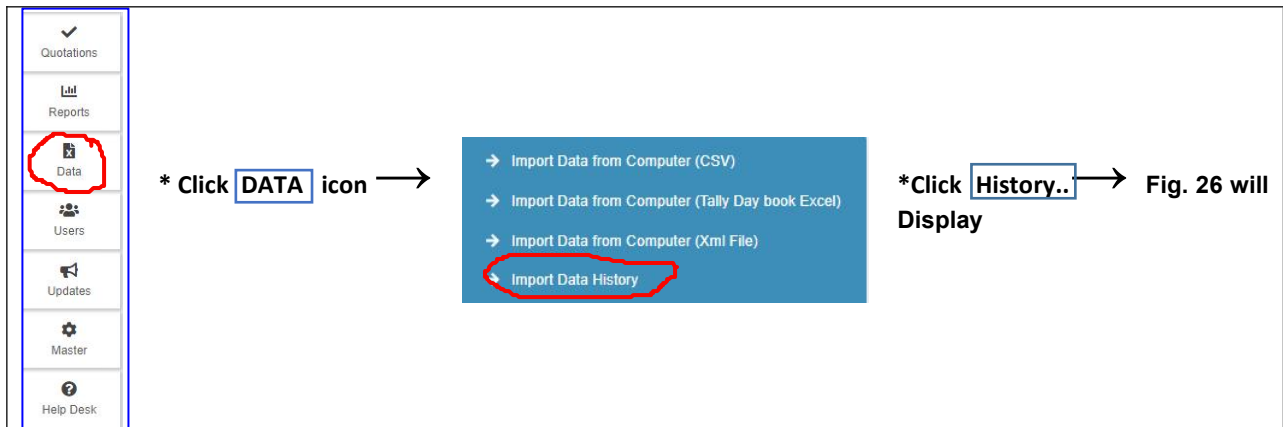 Quotations
Reports
Data
Users
Updates
Master
Help Desk
* Click DATA icon →
→ Import Data from Computer (CSV)
→ Import Data from Computer (Tally Day book Excel)
→ Import Data from Computer (Xml File)
→ Import Data History
*Click History.. → Fig. 26 will
Display